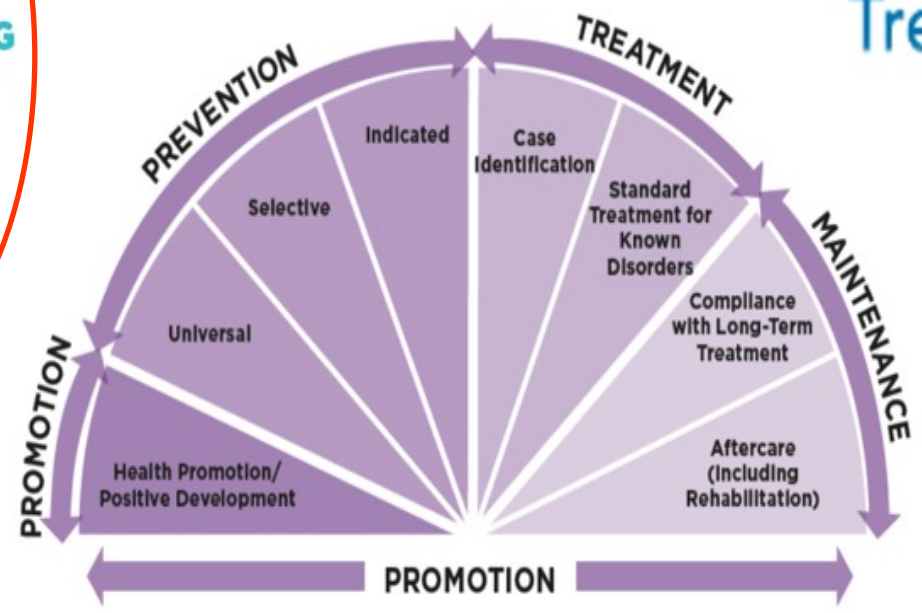 G
Tre
PREVENTION
TREATMENT
Indicated
Case
Identification
Selective
Standard
Treatment for
Known
Disorders
MAINTENANCE
Universal
Compliance
with Long-Term
Treatment
PROMOTION
Health Promotion/
Positive Development
Aftercare
(Including
Rehabilitation)
PROMOTION